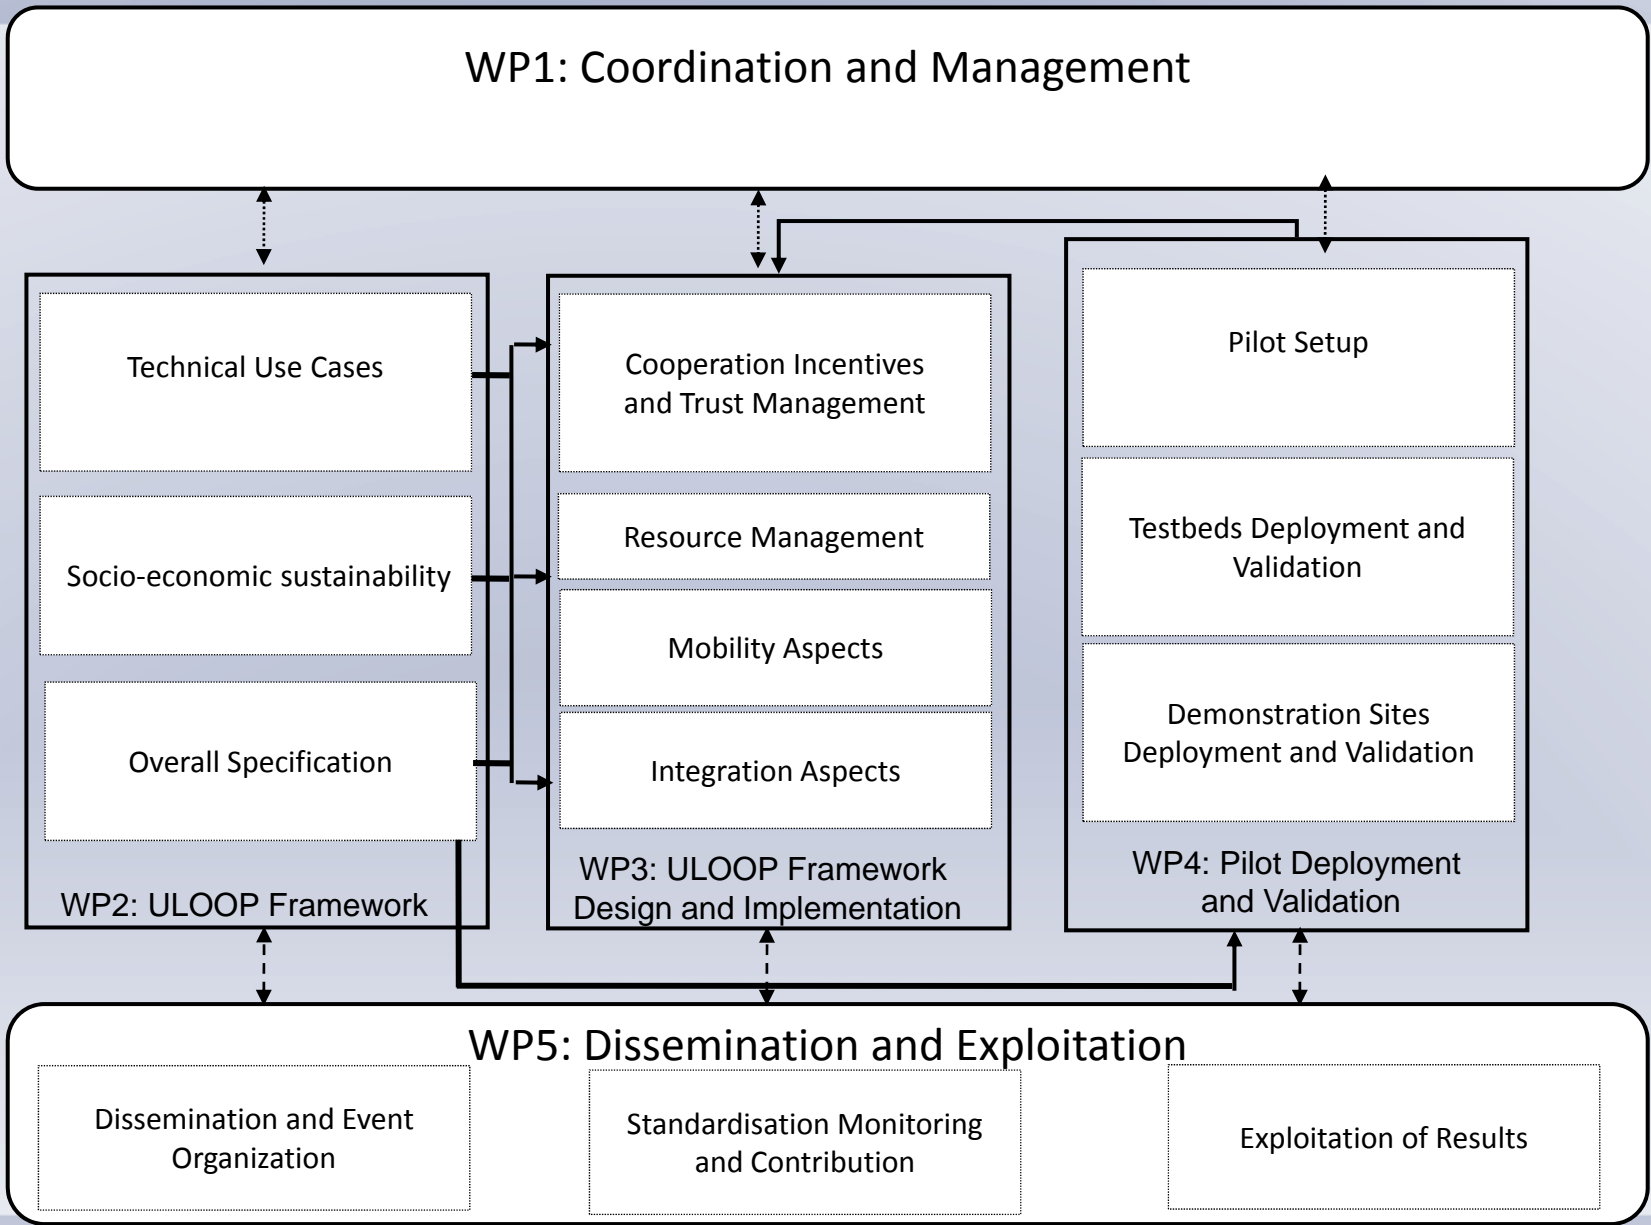 WP1: Coordination and Management
Technical Use Cases
Socio-economic sustainability
Overall Specification
WP2: ULOOP Framework
Cooperation Incentives
and Trust Management
Resource Management
Mobility Aspects
Integration Aspects
WP3: ULOOP Framework
Design and Implementation
Pilot Setup
Testbeds Deployment and
Validation
Demonstration Sites
Deployment and Validation
WP4: Pilot Deployment
and Validation
WP5: Dissemination and Exploitation
Dissemination and Event
Organization
Standardisation Monitoring
and Contribution
Exploitation of Results